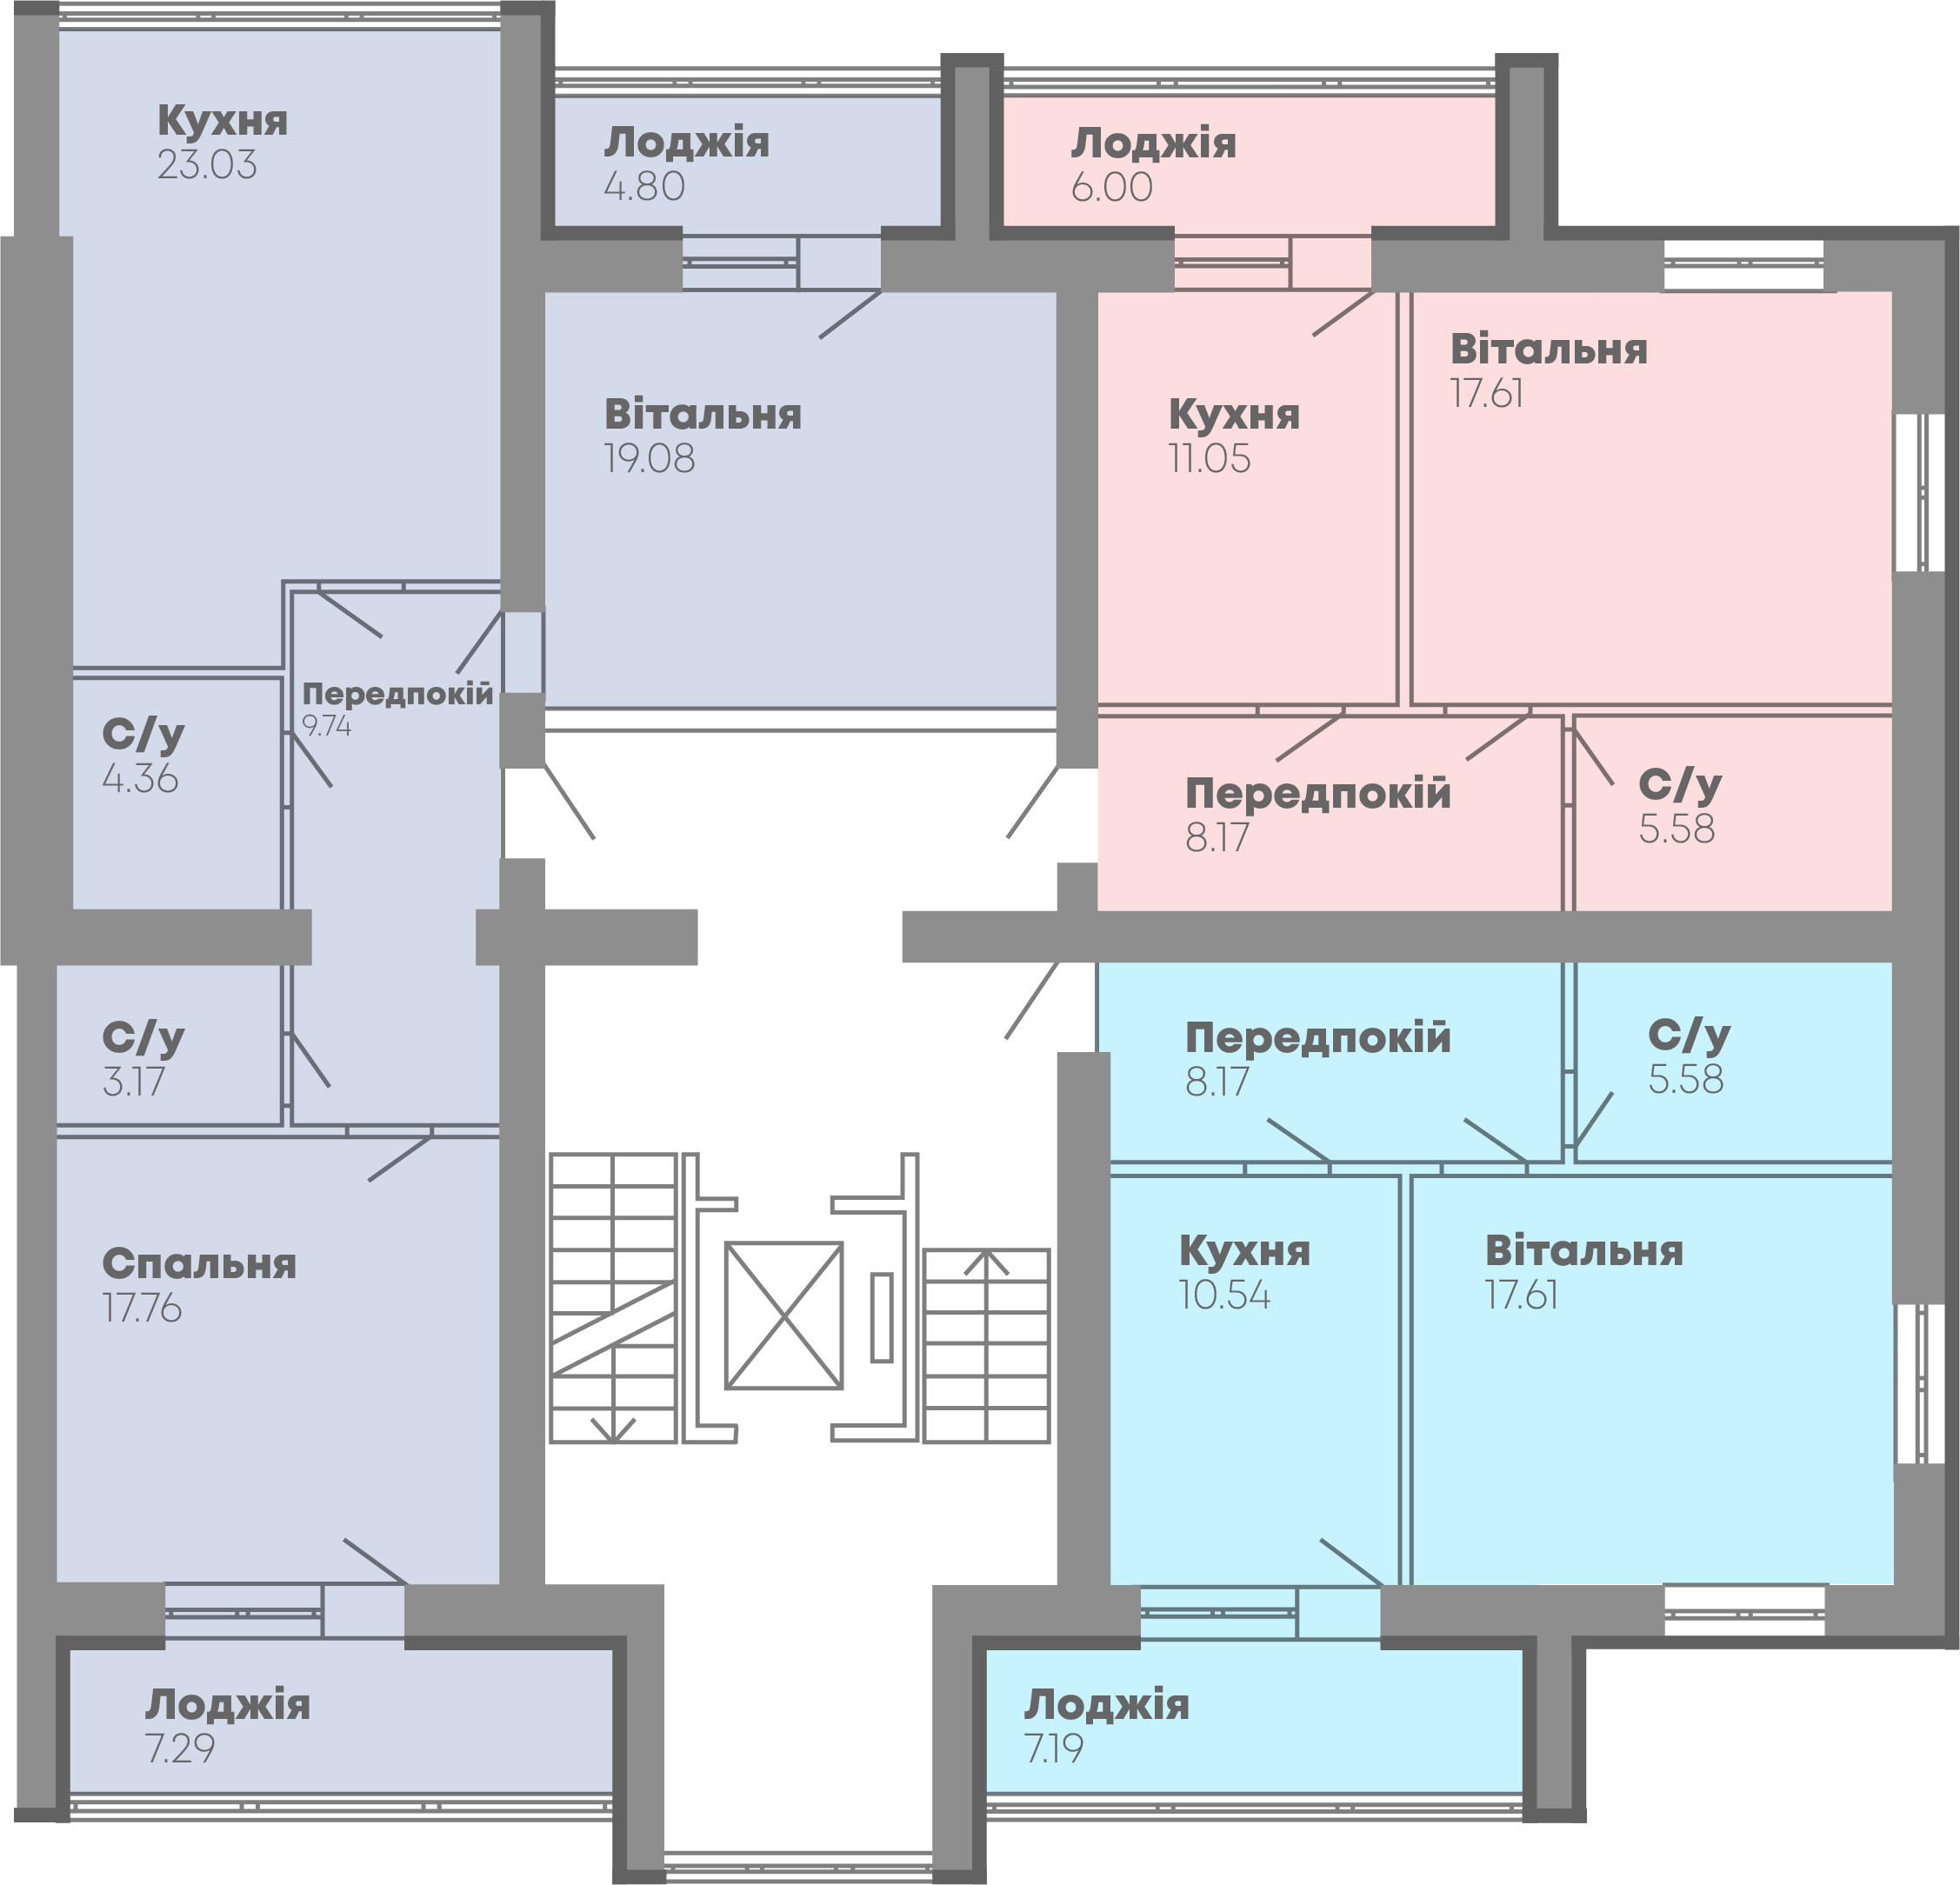 Кухня
23.03
Лоджія
4.80
Лоджія
6.00
Вітальня
19.08
Кухня
11.05
Вітальня
17.61
Передпокій
9.74
С/у
4.36
Передпокій
8.17
С/у
5.58
С/у
3.17
Передпокій
8.17
С/у
5.58
Спальня
17.76
Кухня
10.54
Вітальня
17.61
Лоджія
7.29
Лоджія
7.19